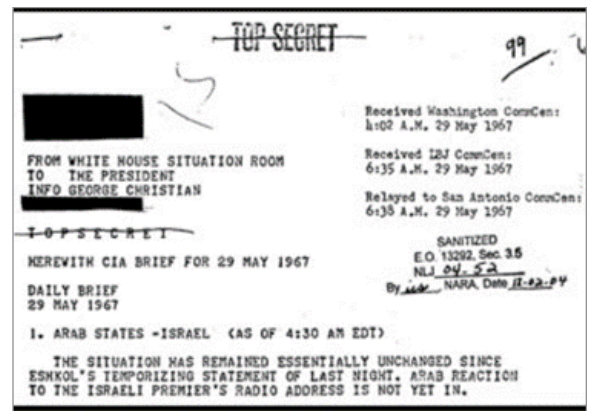 TOP SECRET
99
Received Washington CommCen:
4:02 A.M. 29 May 1967
Received LBJ CommCen:
6:35 A.M. 29 May 1967
Relayed to San Antonio CommCen:
6:38 A.M. 29 May 1967
FROM WHITE HOUSE SITUATION ROOM
TO THE PRESIDENT
INFO GEORGE CHRISTIAN
T O P S E C R E T
SANITIZED
E.O. 13292, Sec. 3.5
NLJ 04-52
By NARA, Date 12-02-04
HEREWITH CIA BRIEF FOR 29 MAY 1967
DAILY BRIEF
29 MAY 1967
1. ARAB STATES -ISRAEL (AS OF 4:30 AM EDT)
THE SITUATION HAS REMAINED ESSENTIALLY UNCHANGED SINCE
ESHKOL'S TEMPORIZING STATEMENT OF LAST NIGHT. ARAB REACTION
TO THE ISRAELI PREMIER'S RADIO ADDRESS IS NOT YET IN.